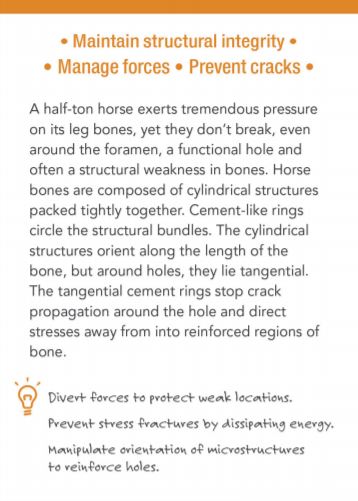 • Maintain structural integrity •
• Manage forces • Prevent cracks •
A half-ton horse exerts tremendous pressure
on its leg bones, yet they don't break, even
around the foramen, a functional hole and
often a structural weakness in bones. Horse
bones are composed of cylindrical structures
packed tightly together. Cement-like rings
circle the structural bundles. The cylindrical
structures orient along the length of the
bone, but around holes, they lie tangential.
The tangential cement rings stop crack
propagation around the hole and direct
stresses away from into reinforced regions of
bone.
Divert forces to protect weak locations.
Prevent stress fractures by dissipating energy.
Manipulate orientation of microstructures
to reinforce holes.